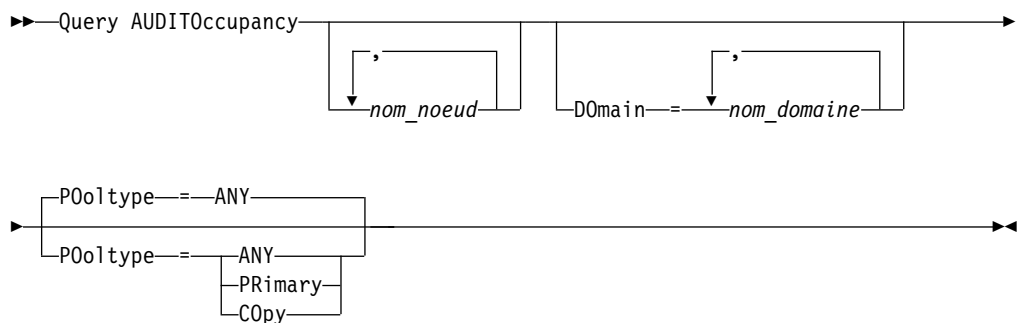 Query AUDITOccupancy
,
nom_noeud
DOmain = ,
nom_domaine
POoltype = ANY
POoltype = ANY
PRimary
COpy